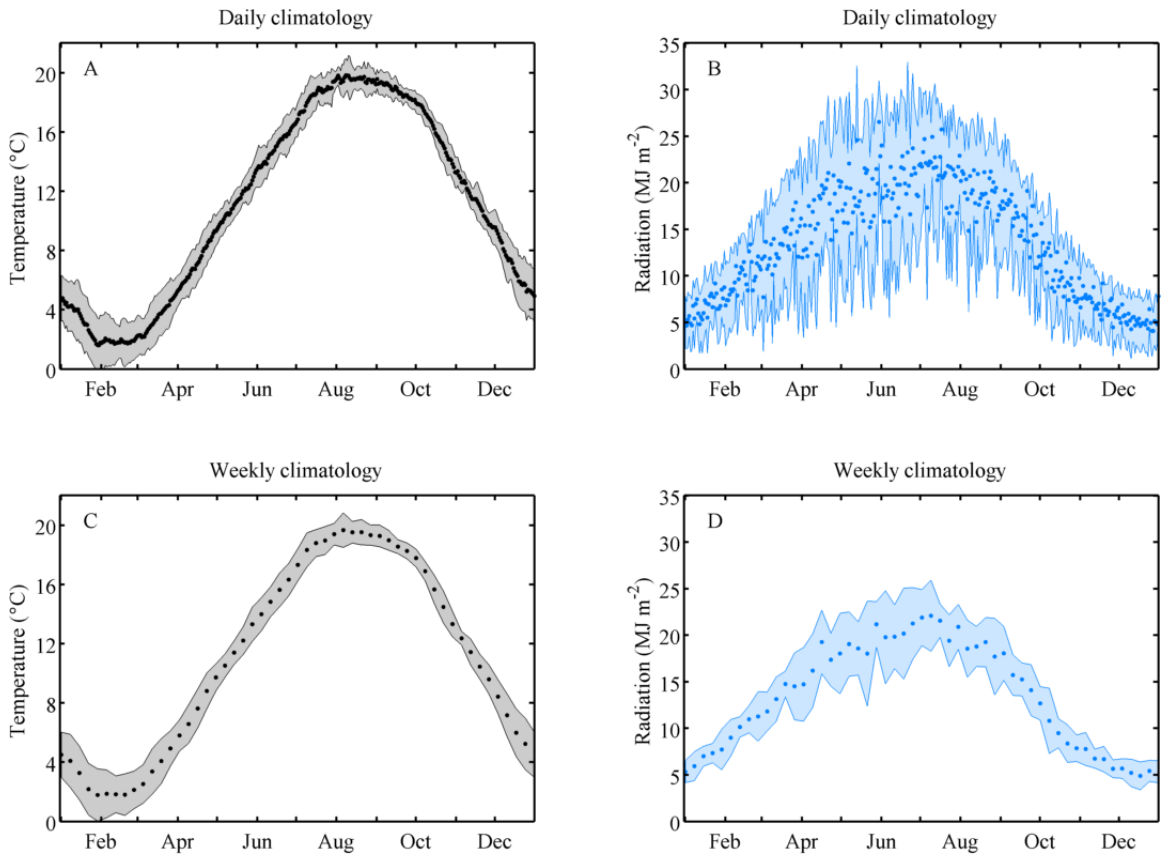 Daily climatology
A
Temperature (°C)
20
16
12
8
4
0
Feb Apr Jun Aug Oct Dec
Daily climatology
B
Radiation (MJ m-2)
35
30
25
20
15
10
5
0
Feb Apr Jun Aug Oct Dec
Weekly climatology
C
Temperature (°C)
20
16
12
8
4
0
Feb Apr Jun Aug Oct Dec
Weekly climatology
D
Radiation (MJ m-2)
35
30
25
20
15
10
5
0
Feb Apr Jun Aug Oct Dec